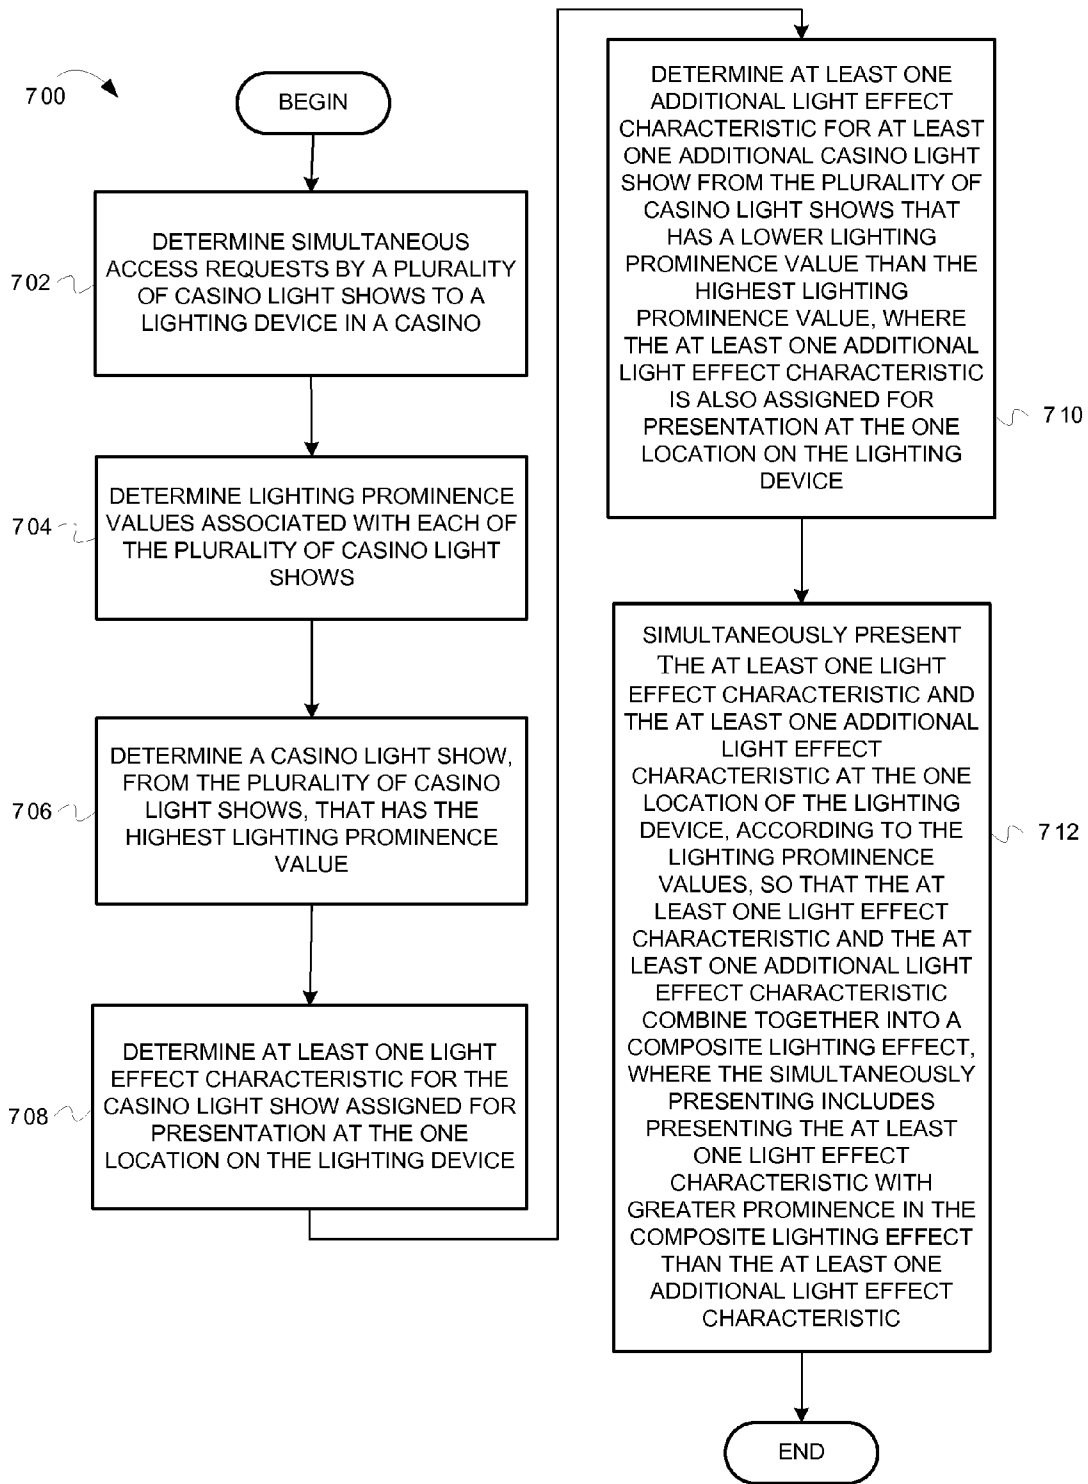 700
BEGIN
702
DETERMINE SIMULTANEOUS
ACCESS REQUESTS BY A PLURALITY
OF CASINO LIGHT SHOWS TO A
LIGHTING DEVICE IN A CASINO
704
DETERMINE LIGHTING PROMINENCE
VALUES ASSOCIATED WITH EACH OF
THE PLURALITY OF CASINO LIGHT
SHOWS
706
DETERMINE A CASINO LIGHT SHOW,
FROM THE PLURALITY OF CASINO
LIGHT SHOWS, THAT HAS THE
HIGHEST LIGHTING PROMINENCE
VALUE
708
DETERMINE AT LEAST ONE LIGHT
EFFECT CHARACTERISTIC FOR THE
CASINO LIGHT SHOW ASSIGNED FOR
PRESENTATION AT THE ONE
LOCATION ON THE LIGHTING DEVICE
DETERMINE AT LEAST ONE
ADDITIONAL LIGHT EFFECT
CHARACTERISTIC FOR AT LEAST
ONE ADDITIONAL CASINO LIGHT
SHOW FROM THE PLURALITY OF
CASINO LIGHT SHOWS THAT
HAS A LOWER LIGHTING
PROMINENCE VALUE THAN THE
HIGHEST LIGHTING
PROMINENCE VALUE, WHERE
THE AT LEAST ONE ADDITIONAL
LIGHT EFFECT CHARACTERISTIC
IS ALSO ASSIGNED FOR
PRESENTATION AT THE ONE
LOCATION ON THE LIGHTING
DEVICE
710
SIMULTANEOUSLY PRESENT
THE AT LEAST ONE LIGHT
EFFECT CHARACTERISTIC AND
THE AT LEAST ONE ADDITIONAL
LIGHT EFFECT
CHARACTERISTIC AT THE ONE
LOCATION OF THE LIGHTING
DEVICE, ACCORDING TO THE
LIGHTING PROMINENCE
VALUES, SO THAT THE AT
LEAST ONE LIGHT EFFECT
CHARACTERISTIC AND THE AT
LEAST ONE ADDITIONAL LIGHT
EFFECT CHARACTERISTIC
COMBINE TOGETHER INTO A
COMPOSITE LIGHTING EFFECT,
WHERE THE SIMULTANEOUSLY
PRESENTING INCLUDES
PRESENTING THE AT LEAST
ONE LIGHT EFFECT
CHARACTERISTIC WITH
GREATER PROMINENCE IN THE
COMPOSITE LIGHTING EFFECT
THAN THE AT LEAST ONE
ADDITIONAL LIGHT EFFECT
CHARACTERISTIC
712
END